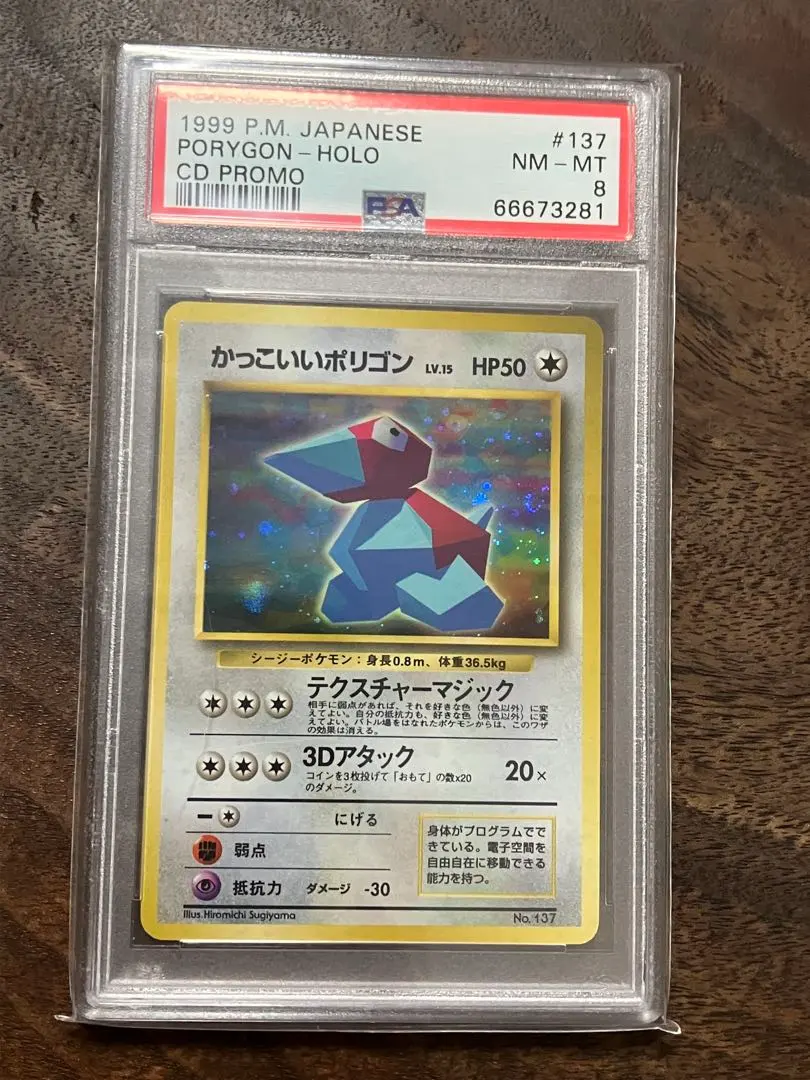 1999 P.M. JAPANESE #137
PORYGON - HOLO NM - MT
CD PROMO 8
PSA 66673281
かっこいいポリゴン LV.15 HP50
シージーポケモン：身長0.8m、体重36.5kg
テクスチャーマジック
相手に弱点があれば、それを好きな色（無色以外）に変
えてよい。自分の抵抗力も、好きな色（無色以外）に変
えてよい。バトル場をはなれたポケモンからは、このワザ
の効果は消える。
3Dアタック 20×
コインを3枚投げて「おもて」の数×20
のダメージ。
にげる
弱点
抵抗力 ダメージ -30
身体がプログラムでで
きている。電子空間を
自由自在に移動できる
能力を持つ。
Illus. Hiromichi Sugiyama No. 137